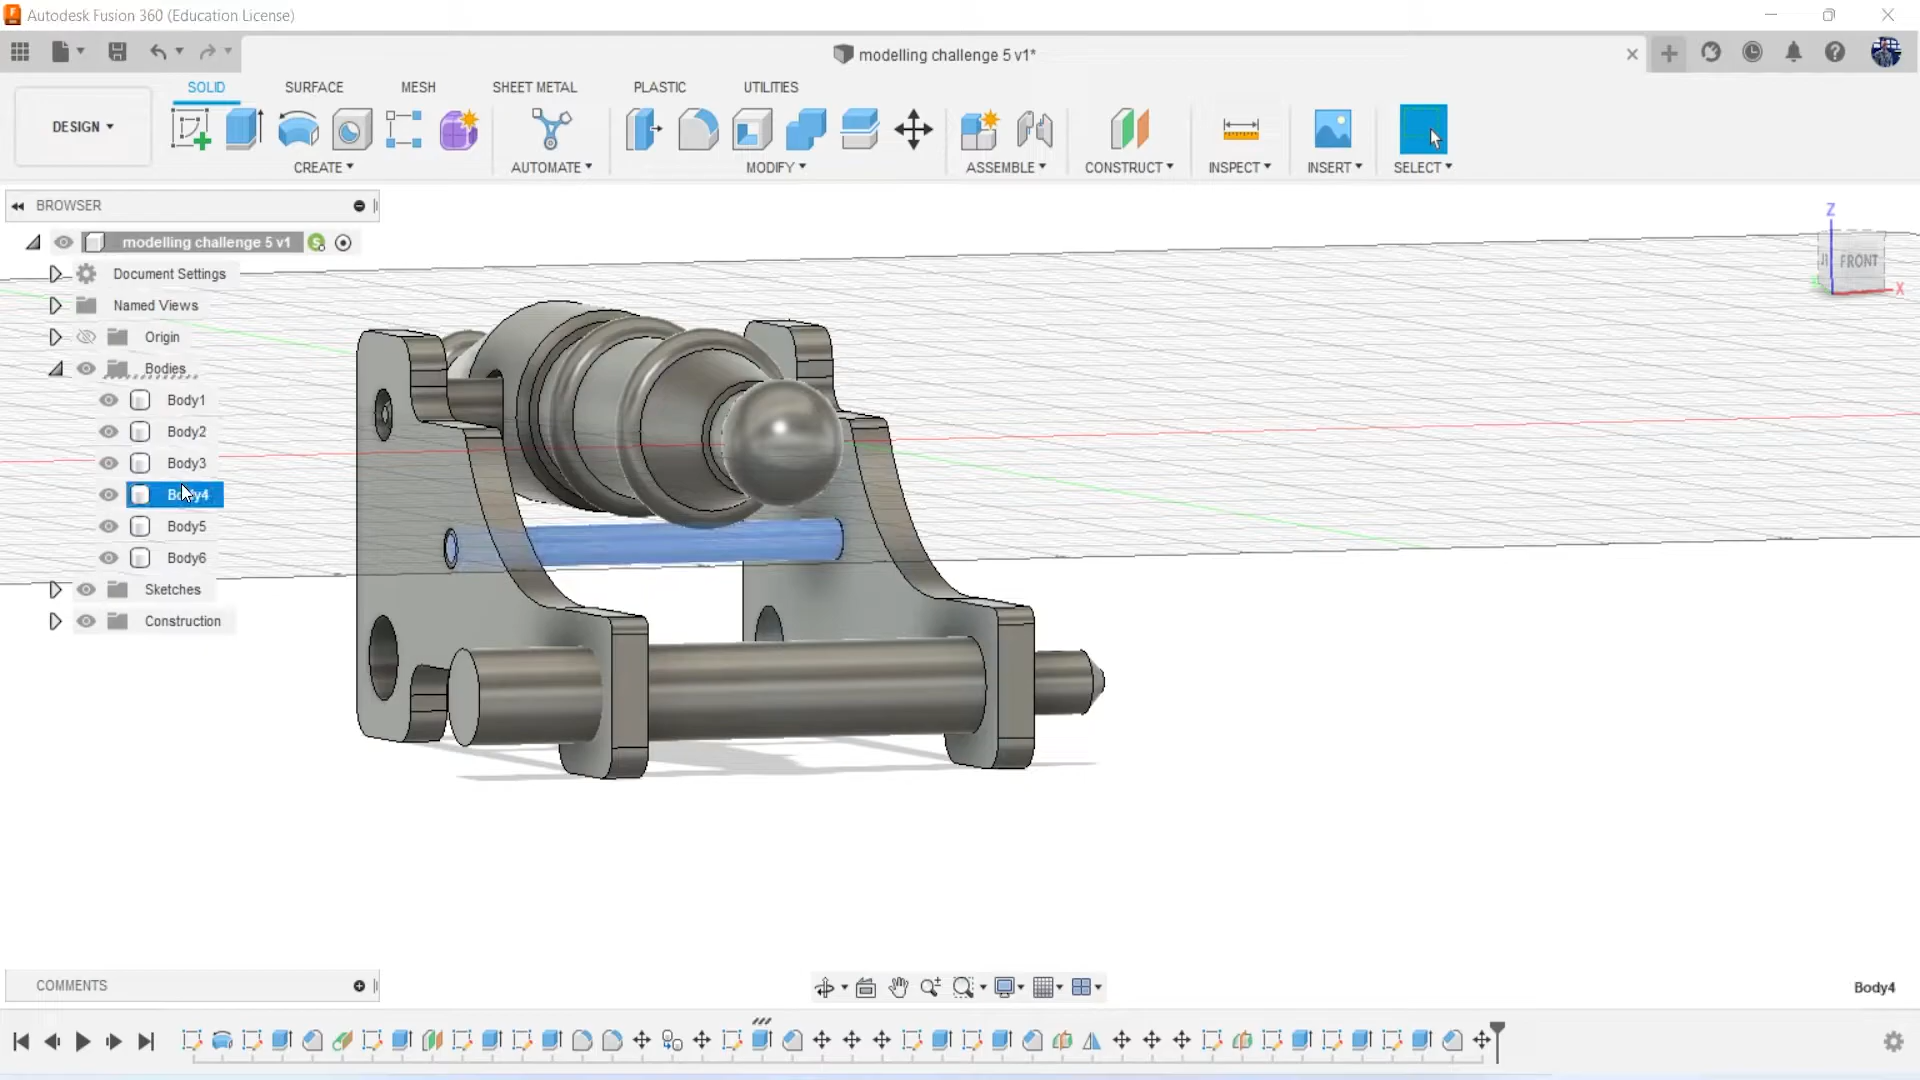 Autodesk Fusion 360 (Education License)
modelling challenge 5 v1*
SOLID SURFACE MESH SHEET METAL PLASTIC UTILITIES
DESIGN
CREATE AUTOMATE MODIFY ASSEMBLE CONSTRUCT INSPECT INSERT SELECT
BROWSER
modelling challenge 5 v1
Document Settings
Named Views
Origin
Bodies
Body1
Body2
Body3
Body4
Body5
Body6
Sketches
Construction
Z
FRONT
X
COMMENTS
Body4